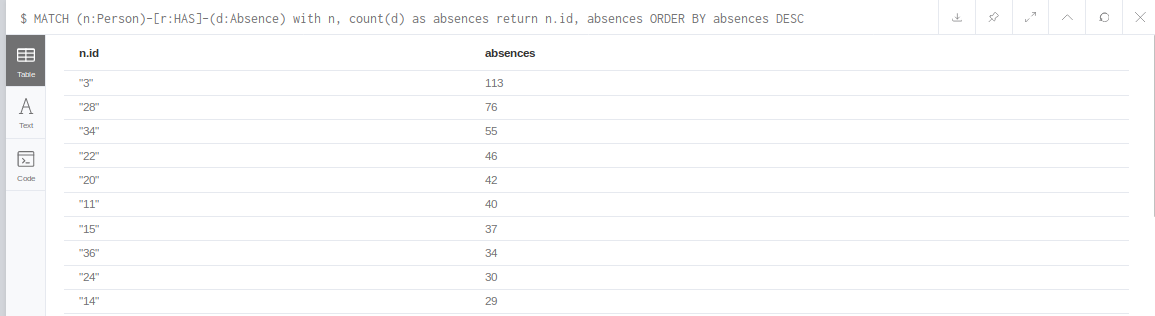 $ MATCH (n:Person)-[r:HAS]-(d:Absence) with n, count(d) as absences return n.id, absences ORDER BY absences DESC
Table
Text
Code
n.id absences
"3" 113
"28" 76
"34" 55
"22" 46
"20" 42
"11" 40
"15" 37
"36" 34
"24" 30
"14" 29